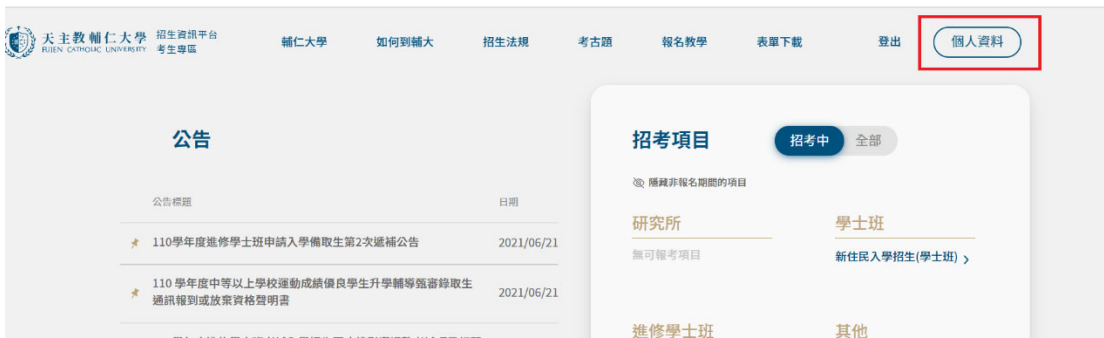 天主教輔仁大學
FUJEN CATHOLIC UNIVERSITY
招生資訊平台
考生專區
輔仁大學
如何到輔大
招生法規
考古題
報名教學
表單下載
登出
個人資料
公告
公告標題
日期
110學年度進修學士班申請入學備取生第2次遞補公告
2021/06/21
110 學年度中等以上學校運動成績優良學生升學輔導甄審錄取生
通訊報到或放棄資格聲明書
2021/06/21
招考項目
招考中
全部
隱藏非報名期間的項目
研究所
學士班
無可報考項目
新住民入學招生(學士班)
進修學士班
其他